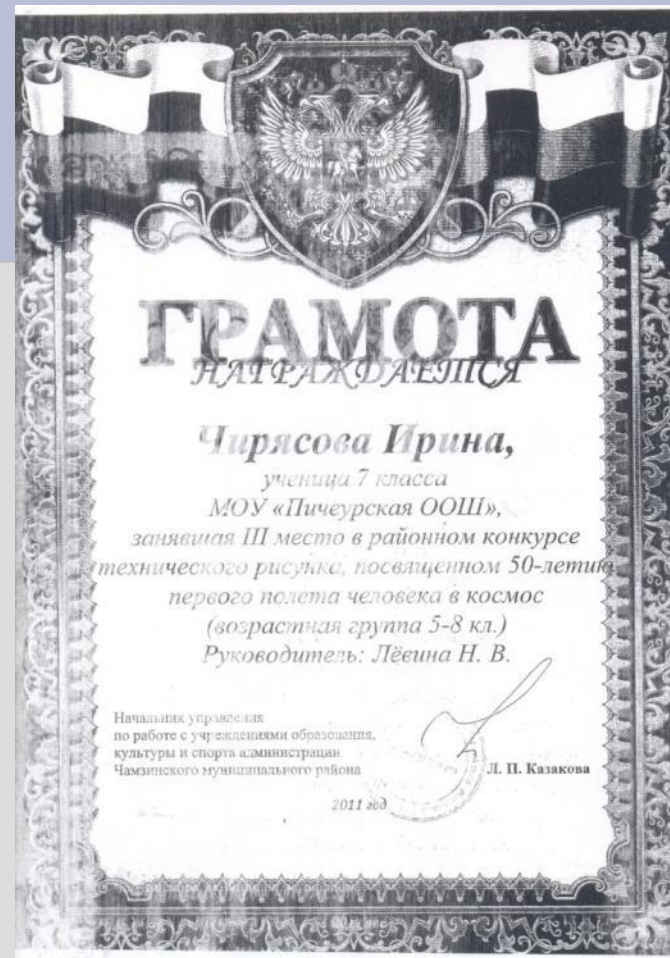 ГРАМОТА
НАГРАЖДАЕТСЯ
Чирясова Ирина,
ученица 7 класса
МОУ «Пичеурская ООШ»,
занявшая III место в районном конкурсе
технического рисунка, посвященном 50-летию
первого полета человека в космос
(возрастная группа 5-8 кл.)
Руководитель: Лёвина Н. В.
Начальник управления
по работе с учреждениями образования,
культуры и спорта администрации
Чамзинского муниципального района
Л. П. Казакова
2011 год